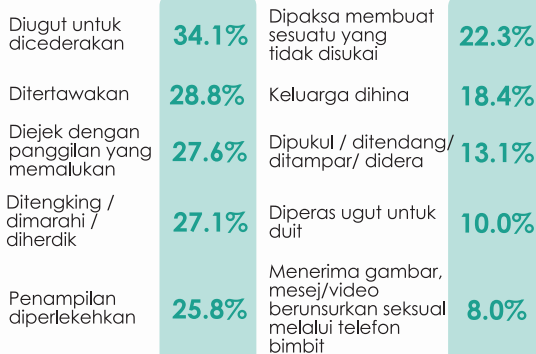 Diugut untuk
dicederakan
34.1%
Ditertawakan
28.8%
Diejek dengan
panggilan yang
memalukan
27.6%
Ditengking /
dimarahi /
diherdik
27.1%
Penampilan
diperlekehkan
25.8%
Dipaksa membuat
sesuatu yang
tidak disukai
22.3%
Keluarga dihina
18.4%
Dipukul / ditendang/
ditampar/ didera
13.1%
Diperas ugut untuk
duit
10.0%
Menerima gambar,
mesej/video
berunsurkan seksual
melalui telefon
bimbit
8.0%